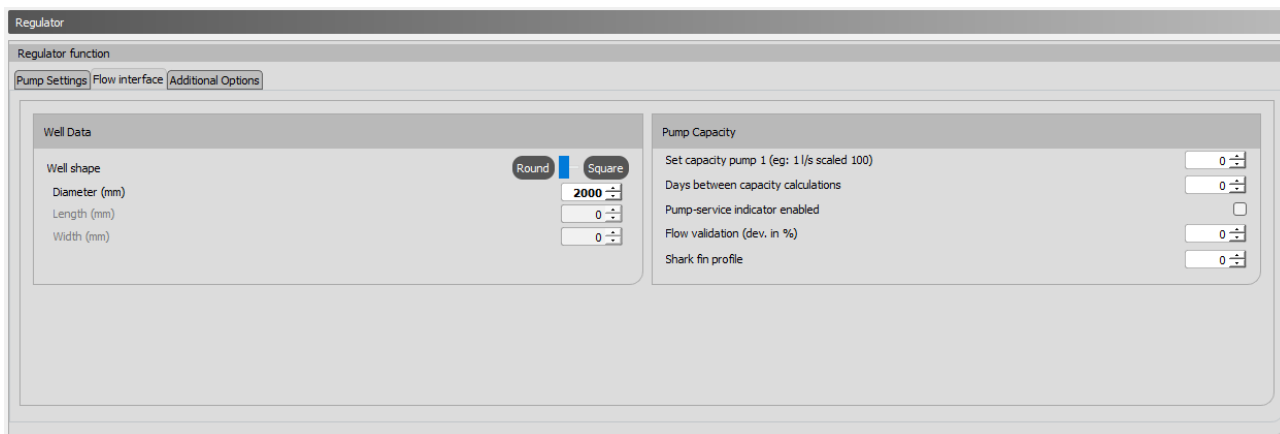 Regulator
Regulator function
Pump Settings Flow interface Additional Options
Well Data
Well shape Round Square
Diameter (mm) 2000
Length (mm) 0
Width (mm) 0
Pump Capacity
Set capacity pump 1 (eg: 1 l/s scaled 100) 0
Days between capacity calculations 0
Pump-service indicator enabled
Flow validation (dev. in %) 0
Shark fin profile 0